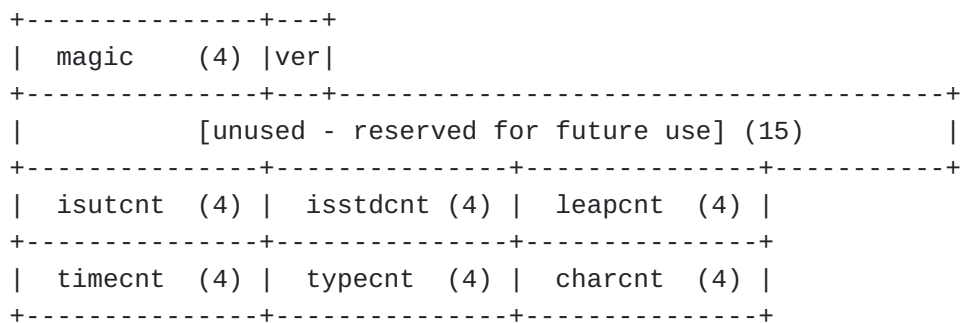 +---------------+---+
|  magic    (4) |ver|
+---------------+---+---------------------------------------+
|           [unused - reserved for future use] (15)         |
+---------------+---------------+---------------+-----------+
|  isutcnt  (4) |  isstdcnt (4) |  leapcnt  (4) |
+---------------+---------------+---------------+
|  timecnt  (4) |  typecnt  (4) |  charcnt  (4) |
+---------------+---------------+---------------+